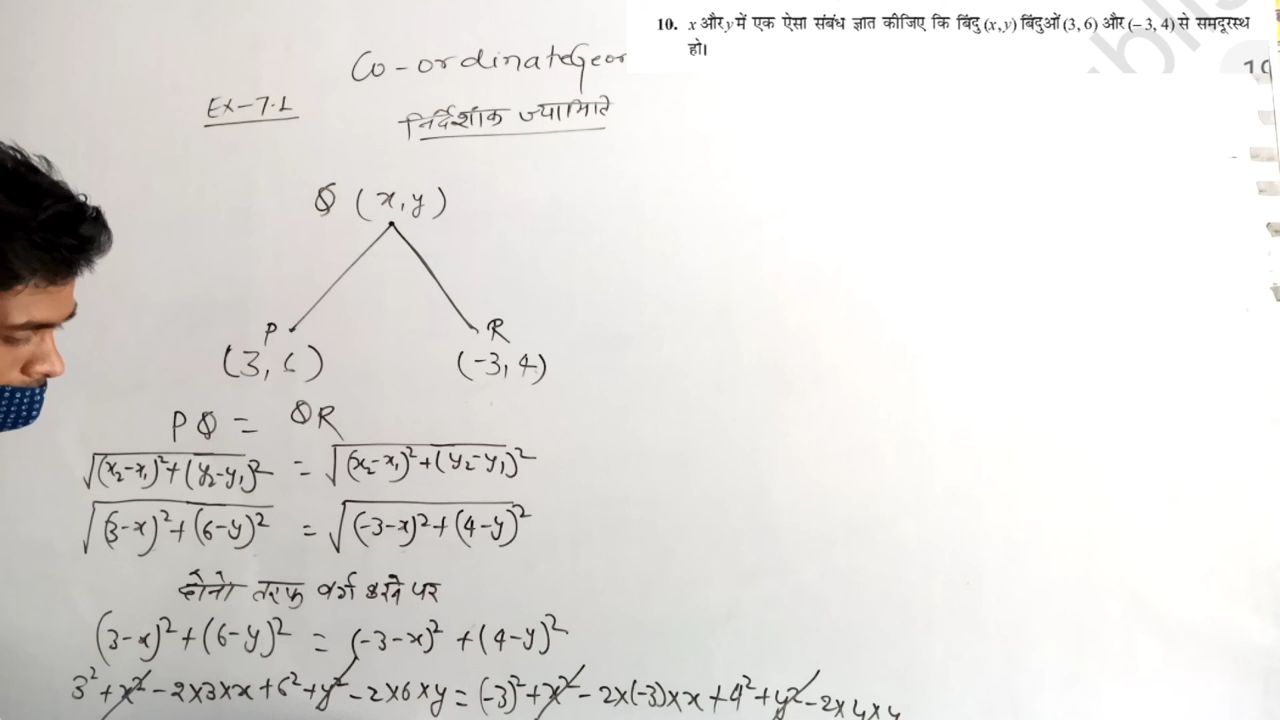 10. x और y में एक ऐसा संबंध ज्ञात कीजिए कि बिंदु (x, y) बिंदुओं (3, 6) और (– 3, 4) से समदूरस्थ
हो।
Co-ordinate Geor
Ex-7.1
निर्देशांक ज्यामिति
Q (x, y)
P R
(3, 6) (-3, 4)
PQ = QR
√(x₂-x₁)²+(y₂-y₁)² = √(x₂-x₁)²+(y₂-y₁)²
√(3-x)²+(6-y)² = √(-3-x)²+(4-y)²
दोनो तरफ वर्ग करने पर
(3-x)²+(6-y)² = (-3-x)²+(4-y)²
3²+x²-2×3×x+6²+y²-2×6×y = (-3)²+x²-2×(-3)×x+4²+y²-2×4×y